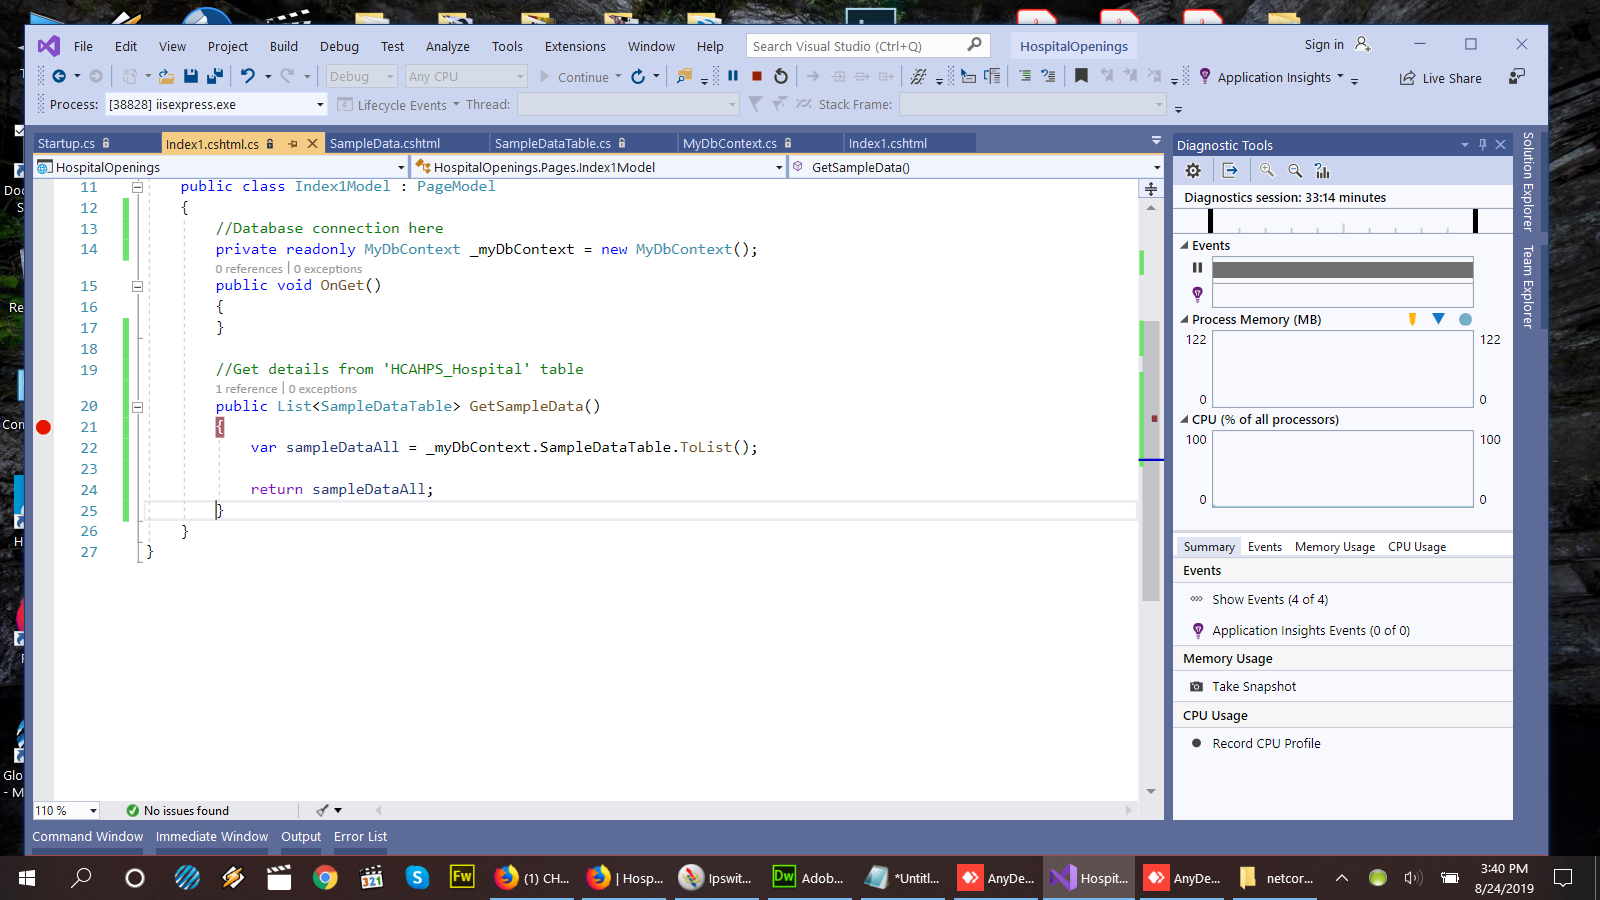 File Edit View Project Build Debug Test Analyze Tools Extensions Window Help Search Visual Studio (Ctrl+Q) HospitalOpenings Sign in
Debug Any CPU Continue Application Insights Live Share
Process: [38828] iisexpress.exe Lifecycle Events Thread: Stack Frame:
Startup.cs Index1.cshtml.cs SampleData.cshtml SampleDataTable.cs MyDbContext.cs Index1.cshtml
HospitalOpenings HospitalOpenings.Pages.Index1Model GetSampleData()
11 public class Index1Model : PageModel
12 {
13 //Database connection here
14 private readonly MyDbContext _myDbContext = new MyDbContext();
0 references | 0 exceptions
15 public void OnGet()
16 {
17 }
18
19 //Get details from 'HCAHPS_Hospital' table
1 reference | 0 exceptions
20 public List<SampleDataTable> GetSampleData()
21 {
22 var sampleDataAll = _myDbContext.SampleDataTable.ToList();
23
24 return sampleDataAll;
25 }
26 }
27 }
110 % No issues found
Command Window Immediate Window Output Error List
Diagnostic Tools
Diagnostics session: 33:14 minutes
Events
Process Memory (MB)
122 122
0 0
CPU (% of all processors)
100 100
0 0
Summary Events Memory Usage CPU Usage
Events
Show Events (4 of 4)
Application Insights Events (0 of 0)
Memory Usage
Take Snapshot
CPU Usage
Record CPU Profile
Solution Explorer
Team Explorer
Doc
S
Re
Con
H
Glo
- M
Fw (1) CH... | Hosp... Ipswit... Dw Adob... *Untitl... AnyDe... Hospit... AnyDe... netcor...
321
3:40 PM
8/24/2019